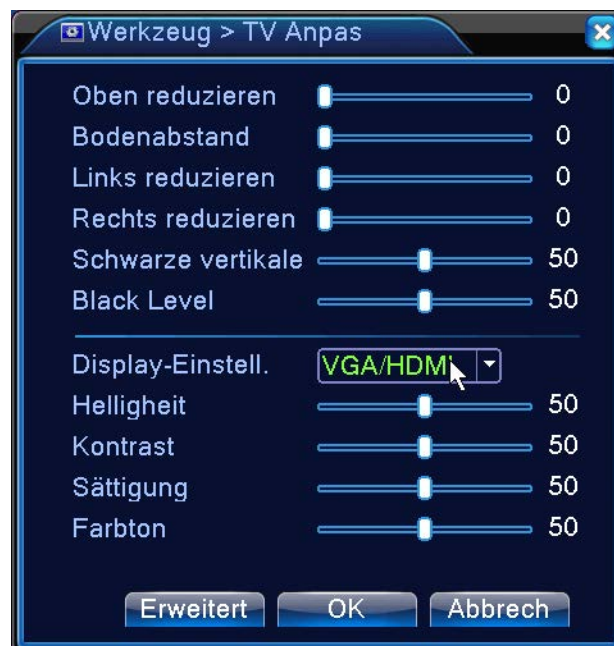 Werkzeug > TV Anpas
Oben reduzieren 0
Bodenabstand 0
Links reduzieren 0
Rechts reduzieren 0
Schwarze vertikale 50
Black Level 50
Display-Einstell. VGA/HDMI
Helligheit 50
Kontrast 50
Sättigung 50
Farbton 50
Erweitert OK Abbrech